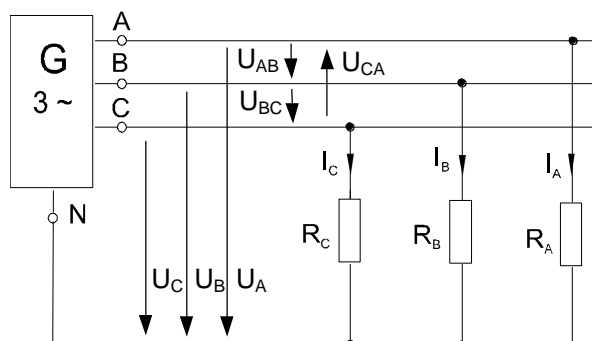 A
G
3 ~
B
C
N
U_AB
U_CA
U_BC
I_C
I_B
I_A
R_C
R_B
R_A
U_C
U_B
U_A